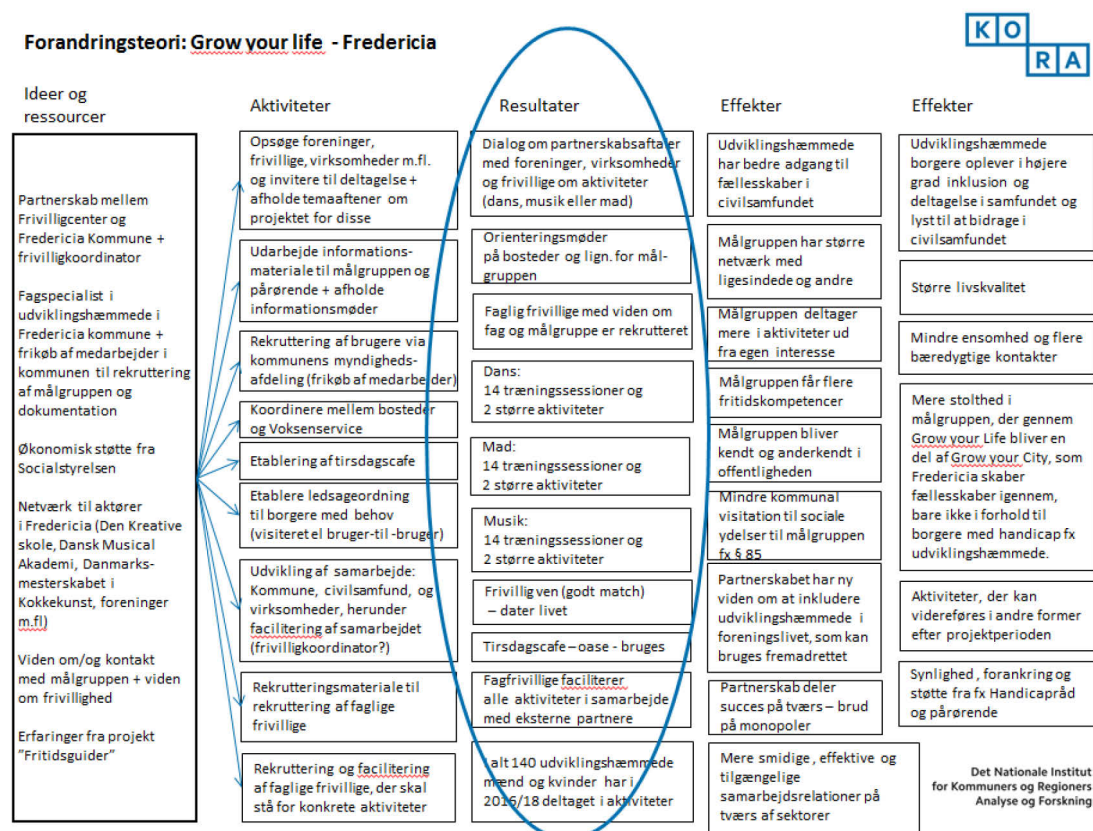 Forandringsteori: Grow your life - Fredericia
KO
RA
Ideer og
ressourcer
Partnerskab mellem
Frivilligcenter og
Fredericia Kommune +
frivilligkoordinator
Fagspecialist i
udviklingshæmmede i
Fredericia kommune +
frikøb af medarbejder i
kommunen til rekruttering
af målgruppen og
dokumentation
Økonomisk støtte fra
Socialstyrelsen
Netværk til aktører
i Fredericia (Den Kreative
skole, Dansk Musical
Akademi, Danmarks-
mesterskabet i
Kokkekunst, foreninger
m.fl)
Viden om/og kontakt
med målgruppen + viden
om frivillighed
Erfaringer fra projekt
”Fritidsguider”
Aktiviteter
Opsøge foreninger,
frivillige, virksomheder m.fl.
og invitere til deltagelse +
afholde temaaftener om
projektet for disse
Udarbejde informations-
materiale til målgruppen og
pårørende + afholde
informationsmøder
Rekruttering af brugere via
kommunens myndigheds-
afdeling (frikøb af medarbejder)
Koordinere mellem bosteder
og Voksenservice
Etablering af tirsdagscafe
Etablere ledsageordning
til borgere med behov
(visiteret el bruger-til -bruger)
Udvikling af samarbejde:
Kommune, civilsamfund, og
virksomheder, herunder
facilitering af samarbejdet
(frivilligkoordinator?)
Rekrutteringsmateriale til
rekruttering af faglige
frivillige
Rekruttering og facilitering
af faglige frivillige, der skal
stå for konkrete aktiviteter
Resultater
Dialog om partnerskabsaftaler
med foreninger, virksomheder
og frivillige om aktiviteter
(dans, musik eller mad)
Orienteringsmøder
på bosteder og lign. for mål-
gruppen
Faglig frivillige med viden om
fag og målgruppe er rekrutteret
Dans:
14 træningssessioner og
2 større aktiviteter
Mad:
14 træningssessioner og
2 større aktiviteter
Musik:
14 træningssessioner og
2 større aktiviteter
Frivillig ven (godt match)
– dater livet
Tirsdagscafe – oase - bruges
Fagfrivillige faciliterer
alle aktiviteter i samarbejde
med eksterne partnere
I alt 140 udviklingshæmmede
mænd og kvinder har i
2016/18 deltaget i aktiviteter
Effekter
Udviklingshæmmede
har bedre adgang til
fællesskaber i
civilsamfundet
Målgruppen har større
netværk med
ligesindede og andre
Målgruppen deltager
mere i aktiviteter ud
fra egen interesse
Målgruppen får flere
fritidskompetencer
Målgruppen bliver
kendt og anderkendt i
offentligheden
Mindre kommunal
visitation til sociale
ydelser til målgruppen
fx § 85
Partnerskabet har ny
viden om at inkludere
udviklingshæmmede i
foreningslivet, som kan
bruges fremadrettet
Partnerskab deler
succes på tværs – brud
på monopoler
Mere smidige, effektive og
tilgængelige
samarbejdsrelationer på
tværs af sektorer
Effekter
Udviklingshæmmede
borgere oplever i højere
grad inklusion og
deltagelse i samfundet og
lyst til at bidrage i
civilsamfundet
Større livskvalitet
Mindre ensomhed og flere
bæredygtige kontakter
Mere stolthed i
målgruppen, der gennem
Grow your Life bliver en
del af Grow your City, som
Fredericia skaber
fællesskaber igennem,
bare ikke i forhold til
borgere med handicap fx
udviklingshæmmede.
Aktiviteter, der kan
videreføres i andre former
efter projektperioden
Synlighed, forankring og
støtte fra fx Handicapråd
og pårørende
Det Nationale Institut
for Kommuners og Regioners
Analyse og Forskning